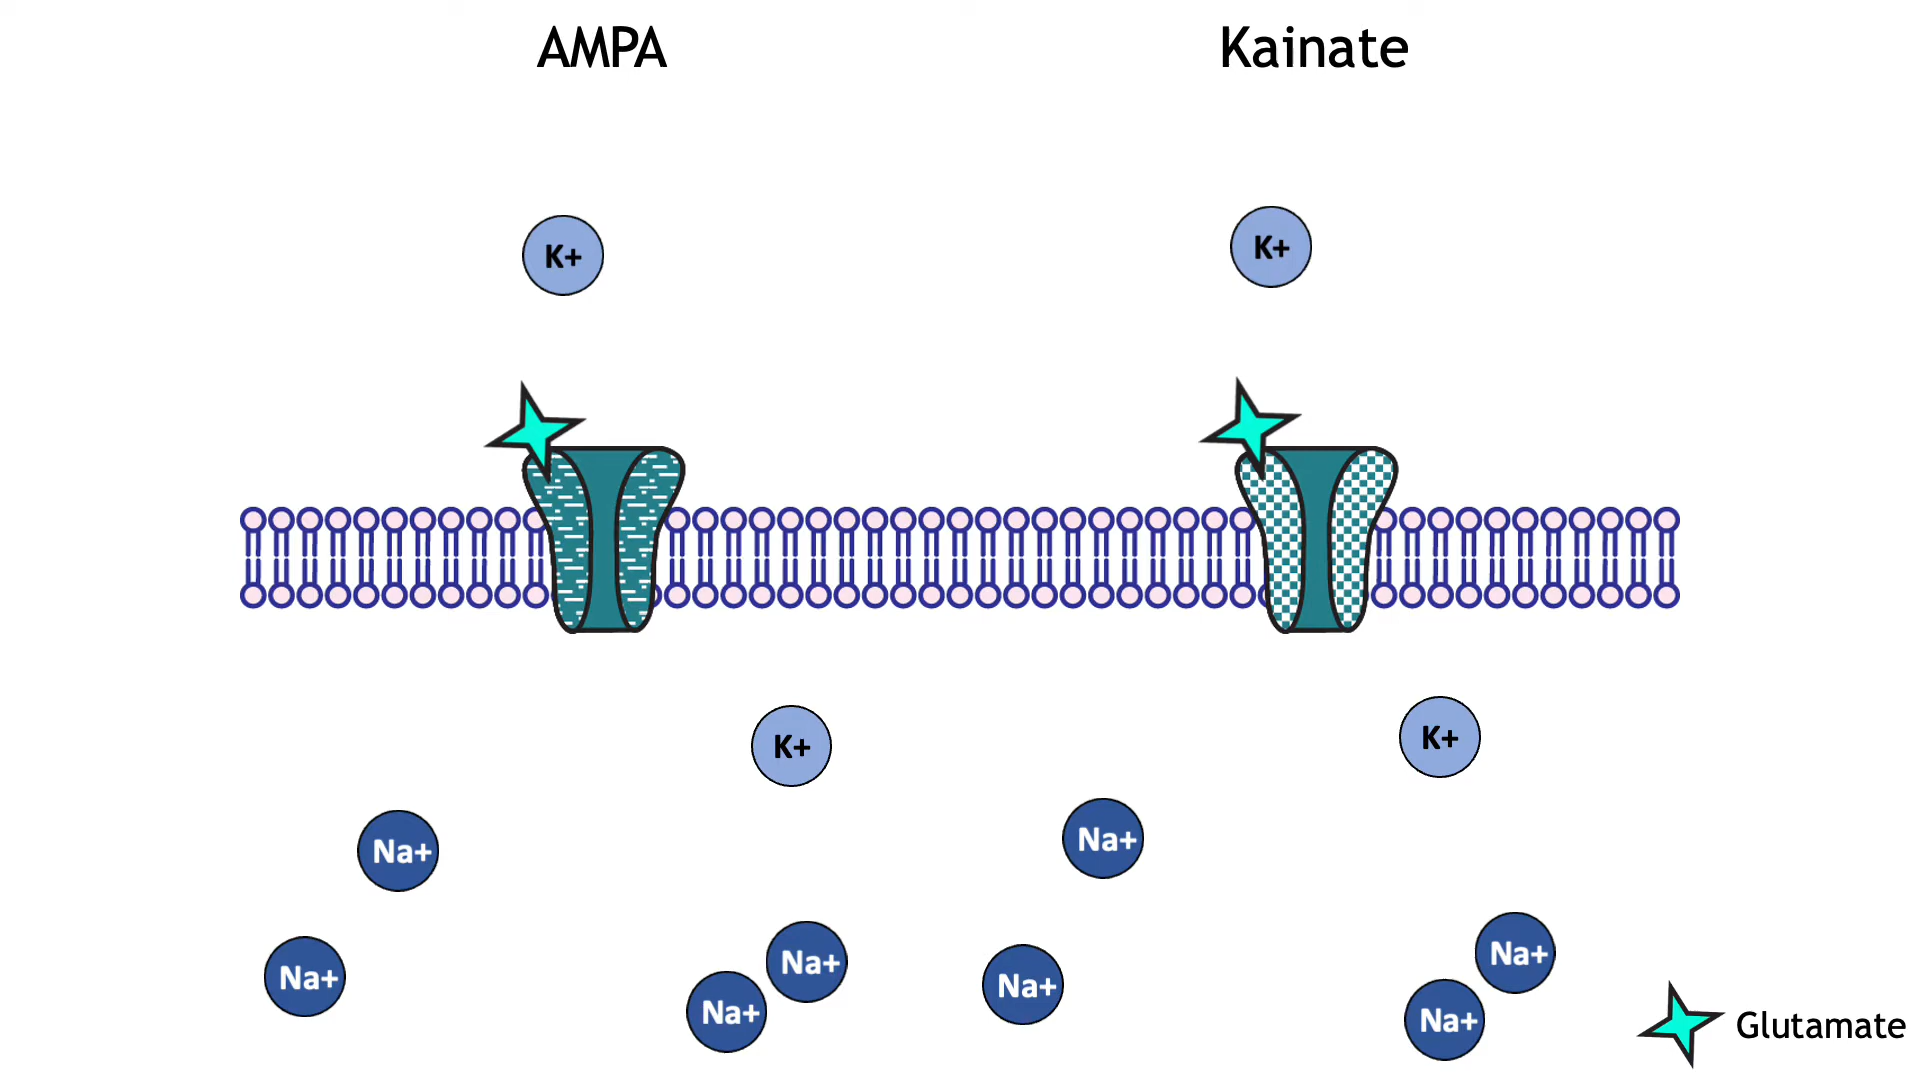 AMPA
Kainate
K+
K+
K+
K+
Na+
Na+
Na+
Na+
Na+
Na+
Na+
Na+
Glutamate